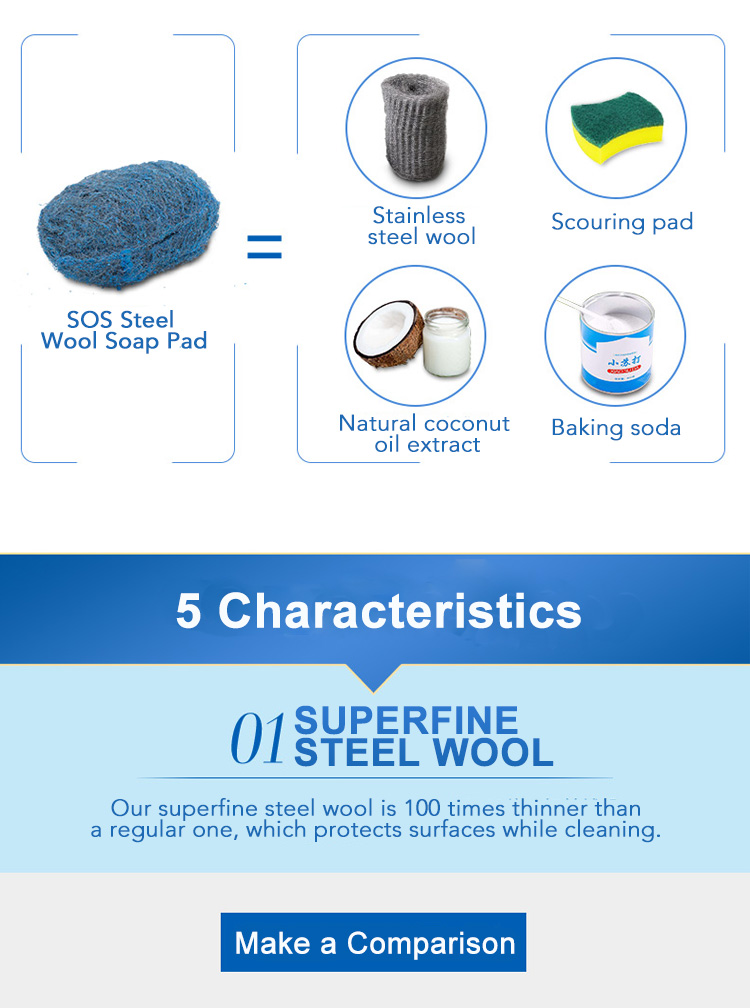 =
SOS Steel
Wool Soap Pad
Stainless
steel wool
Scouring pad
Natural coconut
oil extract
小苏打
Baking soda
5 Characteristics
01 SUPERFINE
STEEL WOOL
Our superfine steel wool is 100 times thinner than
a regular one, which protects surfaces while cleaning.
Make a Comparison